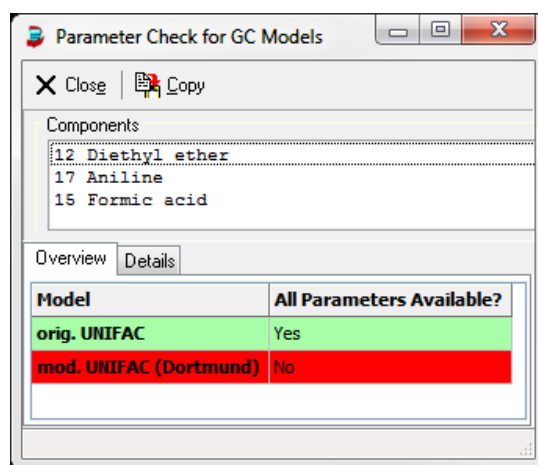 Parameter Check for GC Models
Close Copy
Components
12 Diethyl ether
17 Aniline
15 Formic acid
Overview Details
Model All Parameters Available?
orig. UNIFAC Yes
mod. UNIFAC (Dortmund) No